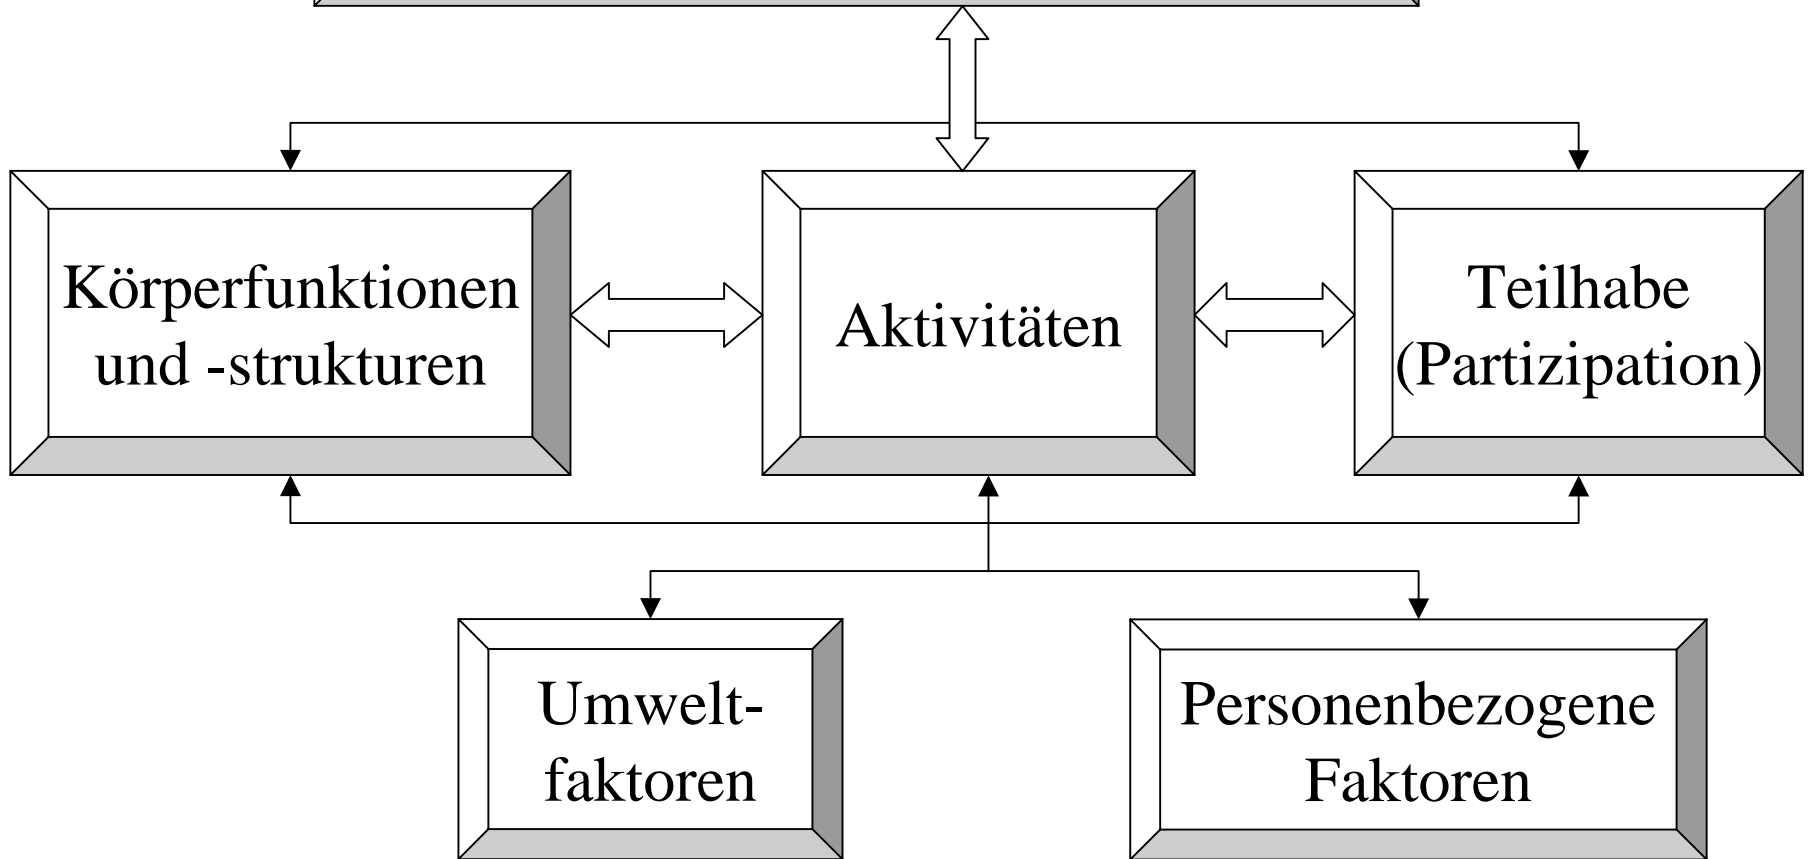 Körperfunktionen
und -strukturen
Aktivitäten
Teilhabe
(Partizipation)
Umwelt-
faktoren
Personenbezogene
Faktoren